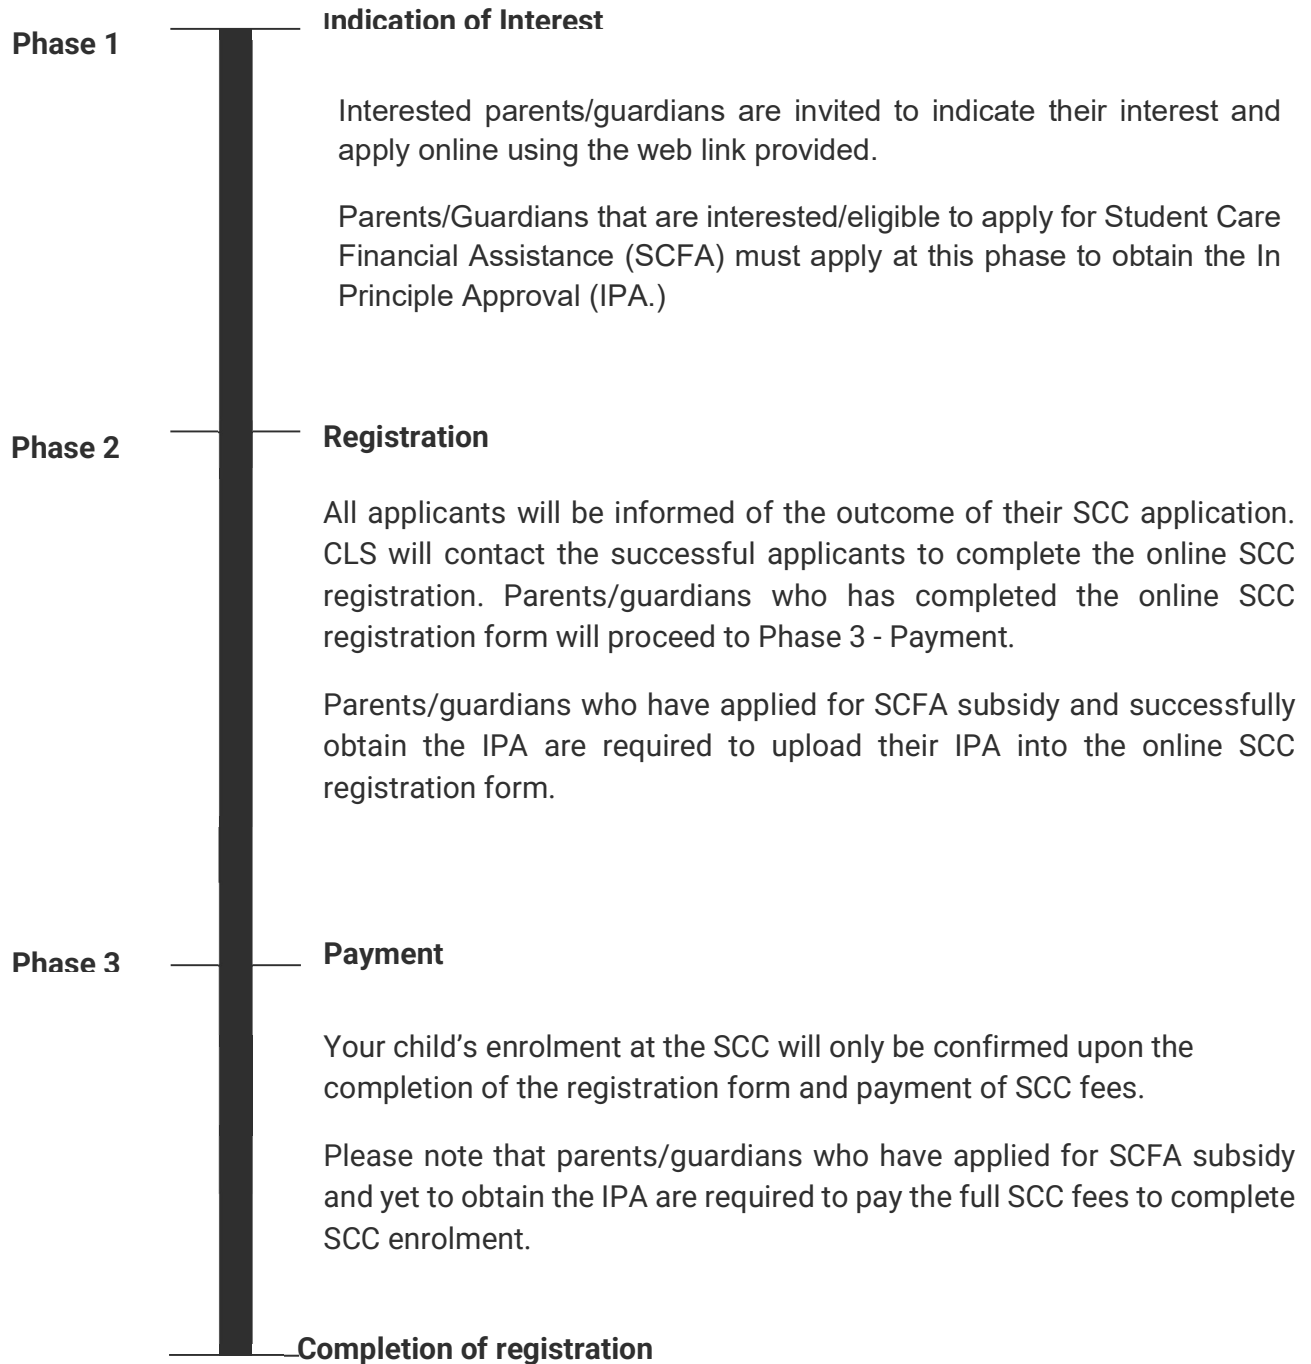 Indication of Interest
Phase 1
Interested parents/guardians are invited to indicate their interest and
apply online using the web link provided.
Parents/Guardians that are interested/eligible to apply for Student Care
Financial Assistance (SCFA) must apply at this phase to obtain the In
Principle Approval (IPA.)
Phase 2
Registration
All applicants will be informed of the outcome of their SCC application.
CLS will contact the successful applicants to complete the online SCC
registration. Parents/guardians who has completed the online SCC
registration form will proceed to Phase 3 - Payment.
Parents/guardians who have applied for SCFA subsidy and successfully
obtain the IPA are required to upload their IPA into the online SCC
registration form.
Phase 3
Payment
Your child’s enrolment at the SCC will only be confirmed upon the
completion of the registration form and payment of SCC fees.
Please note that parents/guardians who have applied for SCFA subsidy
and yet to obtain the IPA are required to pay the full SCC fees to complete
SCC enrolment.
Completion of registration